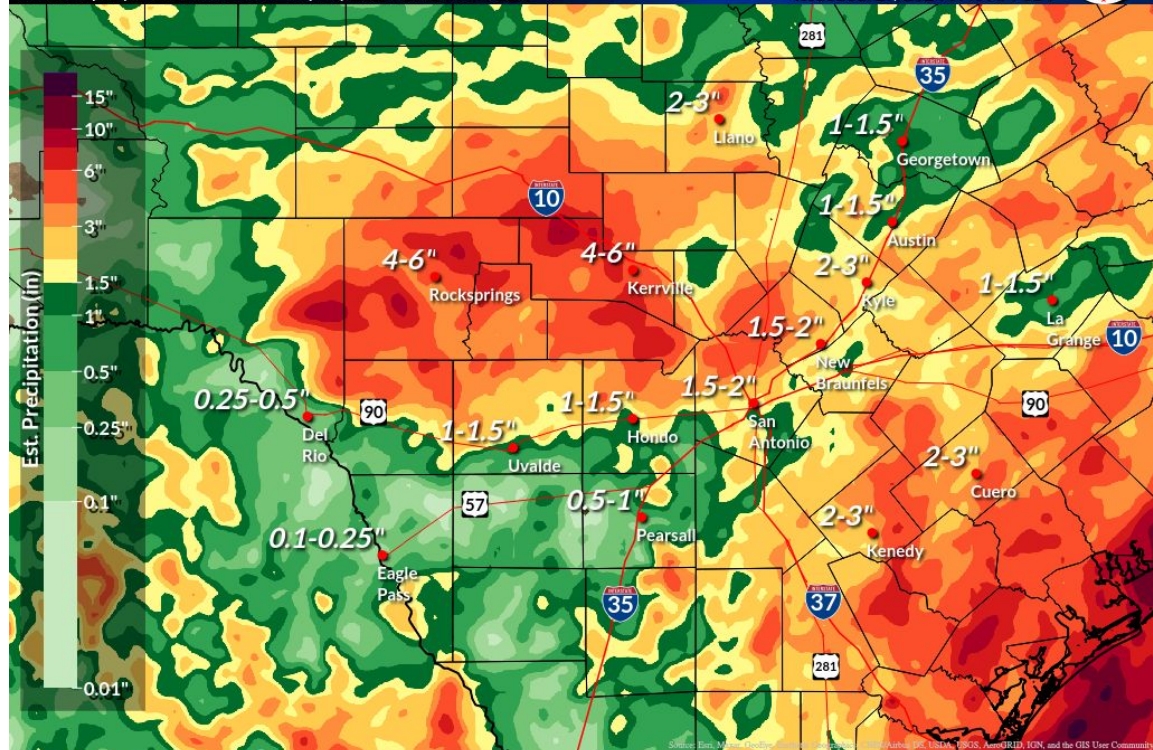 281
35
2-3"
Llano
1-1.5"
Georgetown
15"
10"
6"
3"
1.5"
1"
0.5"
0.25"
0.1"
0.01"
Est. Precipitation (in)
10
1-1.5"
Austin
4-6"
Rocksprings
4-6"
Kerrville
2-3"
Kyle
1-1.5"
La
Grange
10
1.5-2"
New
Braunfels
0.25-0.5"
Del
Rio
90
1-1.5"
Uvalde
1-1.5"
Hondo
1.5-2"
San
Antonio
90
57
0.5-1"
Pearsall
2-3"
Cuero
2-3"
Kenedy
0.1-0.25"
Eagle
Pass
35
37
281